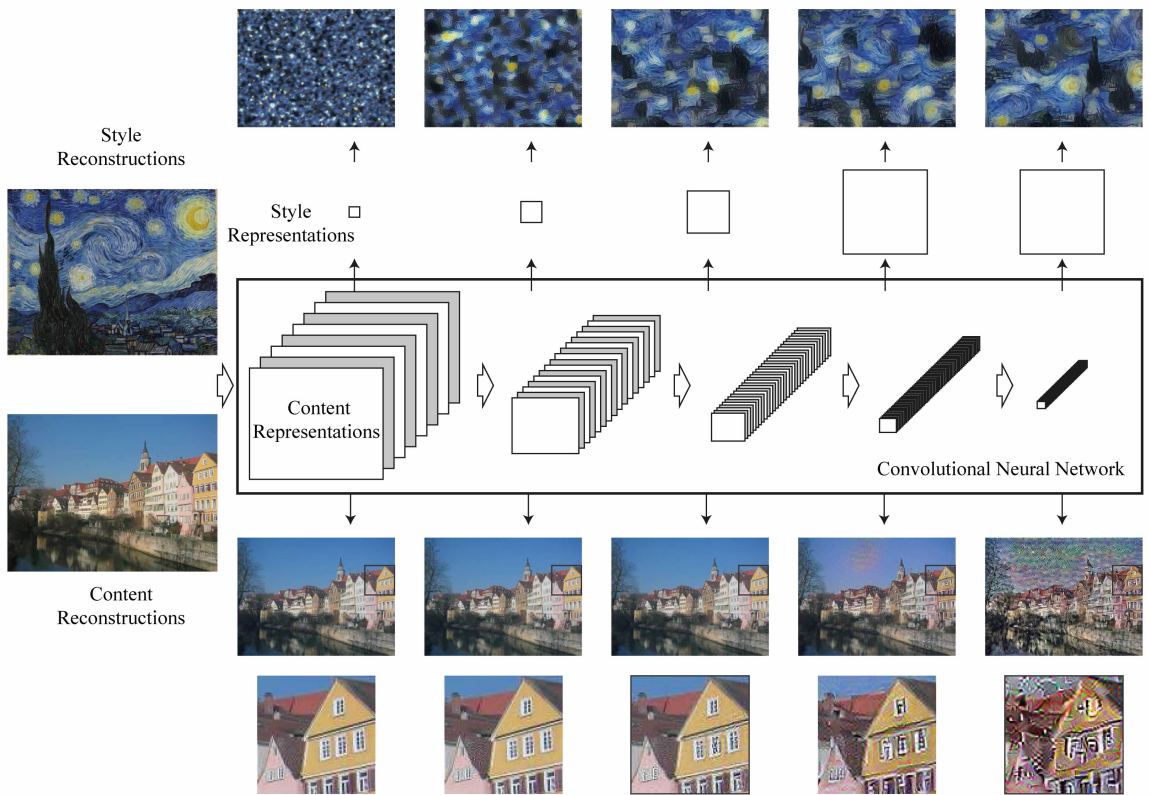 Style
Reconstructions
Style
Representations
Content
Representations
Convolutional Neural Network
Content
Reconstructions